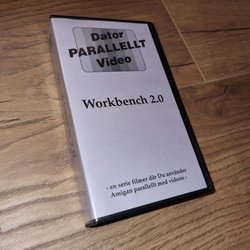 Dator
PARALLELLT
Video
Workbench 2.0
- en serie filmer där Du använder
Amigan parallellt med videon -